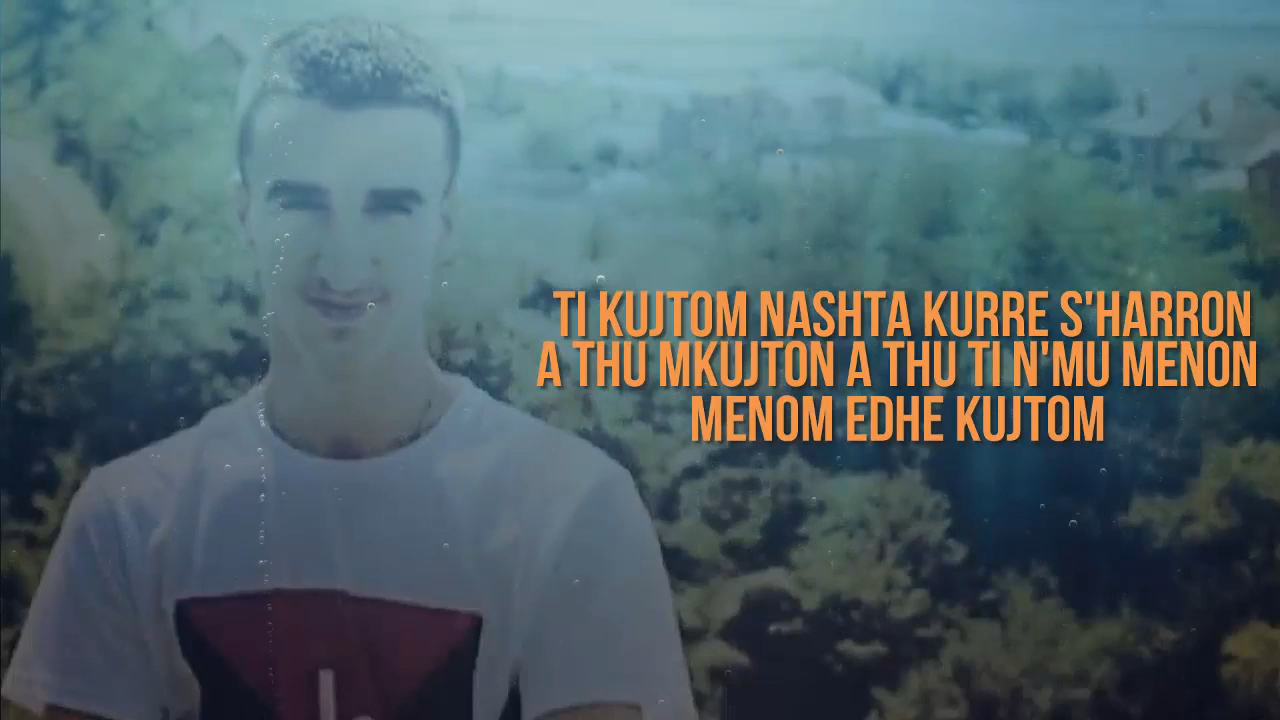 TI KUJTOM NASHTA KURRE S'HARRON
A THU MKUJTON A THU TI N'MU MENON
MENOM EDHE KUJTOM